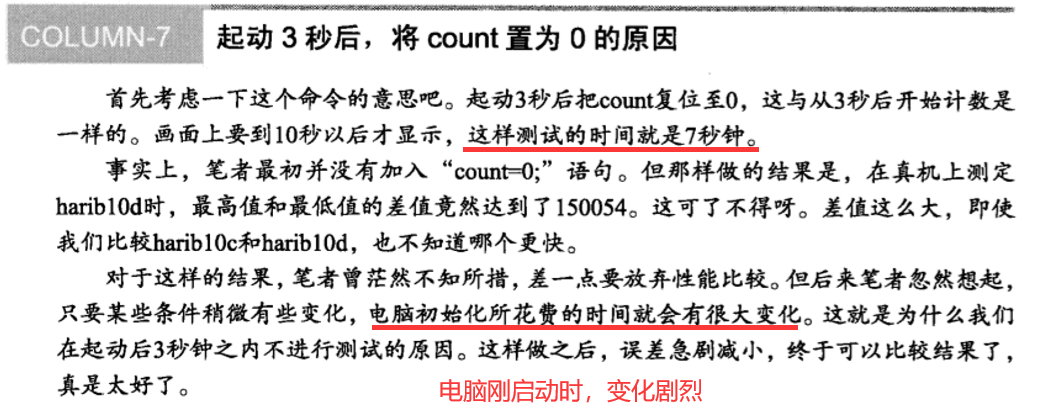 COLUMN-7 起动 3 秒后，将 count 置为 0 的原因
首先考虑一下这个命令的意思吧。起动3秒后把count复位至0，这与从3秒后开始计数是
一样的。画面上要到10秒以后才显示，这样测试的时间就是7秒钟。
事实上，笔者最初并没有加入“count=0;”语句。但那样做的结果是，在真机上测定
harib10d时，最高值和最低值的差值竟然达到了150054。这可了不得呀。差值这么大，即使
我们比较harib10c和harib10d，也不知道哪个更快。
对于这样的结果，笔者曾茫然不知所措，差一点要放弃性能比较。但后来笔者忽然想起，
只要某些条件稍微有些变化，电脑初始化所花费的时间就会有很大变化。这就是为什么我们
在起动后3秒钟之内不进行测试的原因。这样做之后，误差急剧减小，终于可以比较结果了，
真是太好了。
电脑刚启动时，变化剧烈